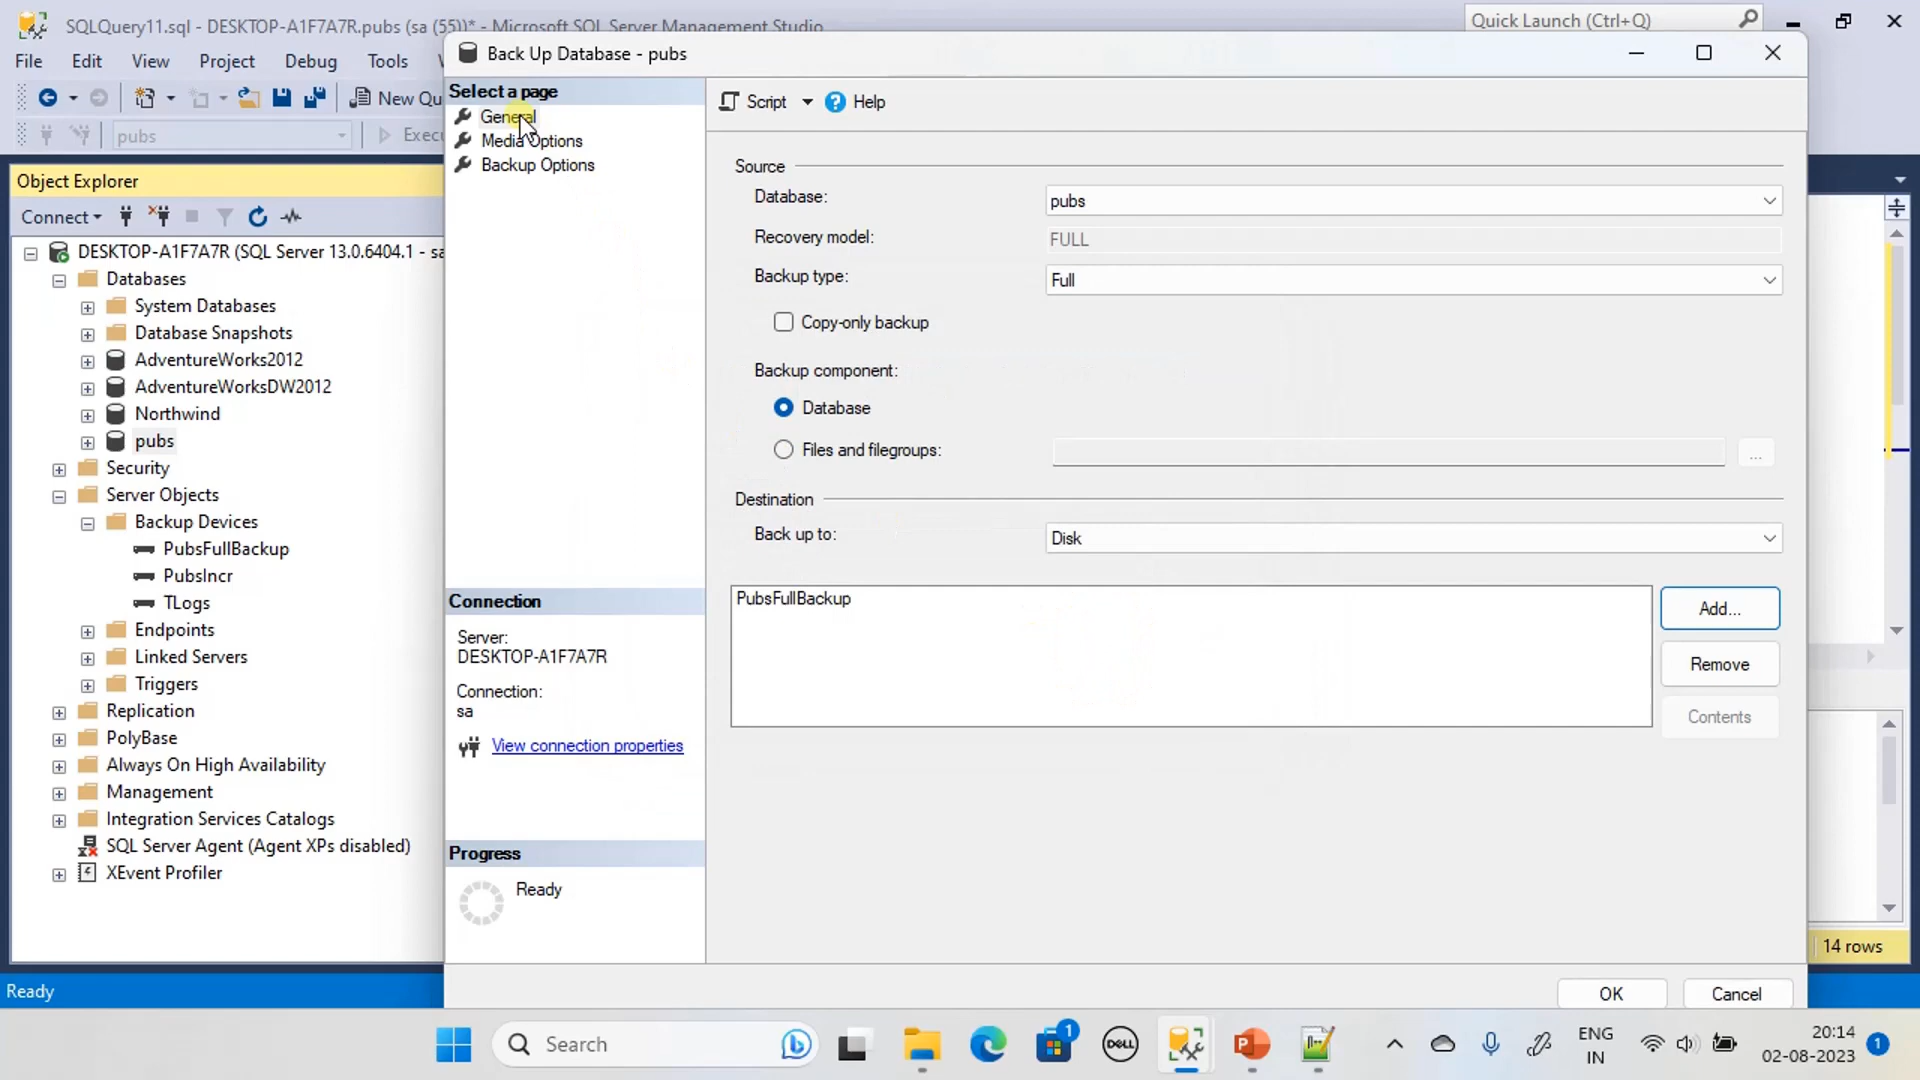 SQLQuery11.sql - DESKTOP-A1F7A7R.pubs (sa (55))* - Microsoft SQL Server Management Studio
Quick Launch (Ctrl+Q)
File Edit View Project Debug Tools
New Qu
pubs
Execu
Object Explorer
Connect
DESKTOP-A1F7A7R (SQL Server 13.0.6404.1 - sa
Databases
System Databases
Database Snapshots
AdventureWorks2012
AdventureWorksDW2012
Northwind
pubs
Security
Server Objects
Backup Devices
PubsFullBackup
PubsIncr
TLogs
Endpoints
Linked Servers
Triggers
Replication
PolyBase
Always On High Availability
Management
Integration Services Catalogs
SQL Server Agent (Agent XPs disabled)
XEvent Profiler
Ready
Back Up Database - pubs
Select a page
General
Media Options
Backup Options
Connection
Server:
DESKTOP-A1F7A7R
Connection:
sa
View connection properties
Progress
Ready
Script Help
Source
Database: pubs
Recovery model: FULL
Backup type: Full
Copy-only backup
Backup component:
Database
Files and filegroups:
...
Destination
Back up to: Disk
PubsFullBackup
Add...
Remove
Contents
OK Cancel
14 rows
Search
1
DELL
ENG
IN
20:14
02-08-2023
1